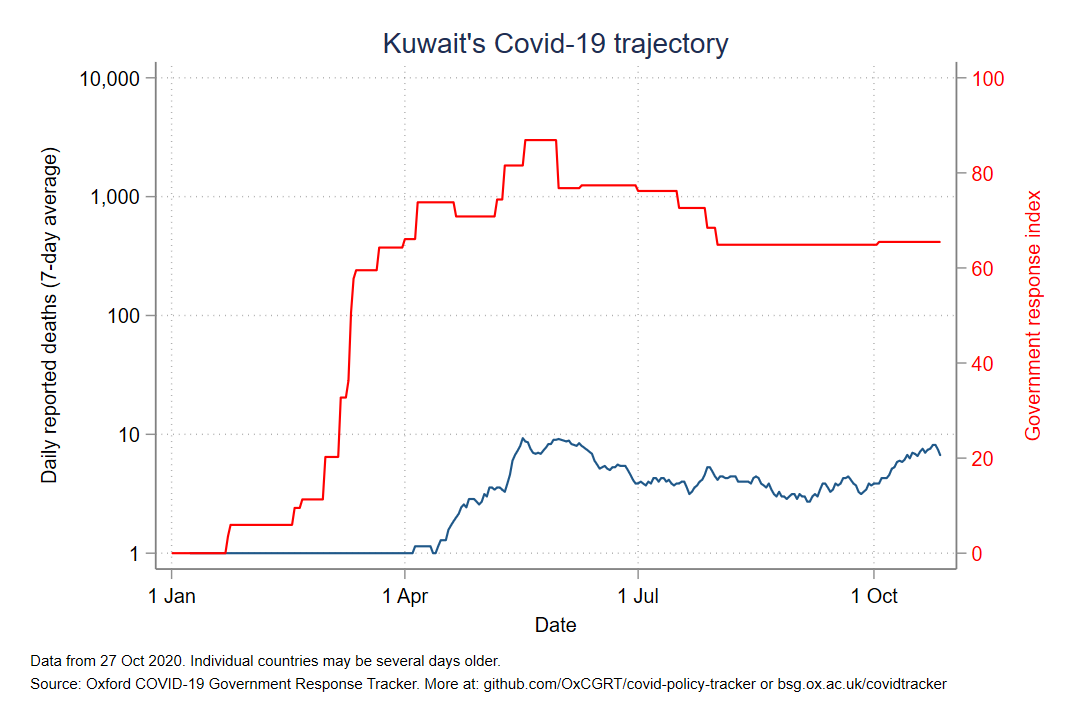 Kuwait's Covid-19 trajectory
10,000
1,000
100
10
1
Daily reported deaths (7-day average)
100
80
60
40
20
0
Government response index
1 Jan
1 Apr
1 Jul
1 Oct
Date
Data from 27 Oct 2020. Individual countries may be several days older.
Source: Oxford COVID-19 Government Response Tracker. More at: github.com/OxCGRT/covid-policy-tracker or bsg.ox.ac.uk/covidtracker